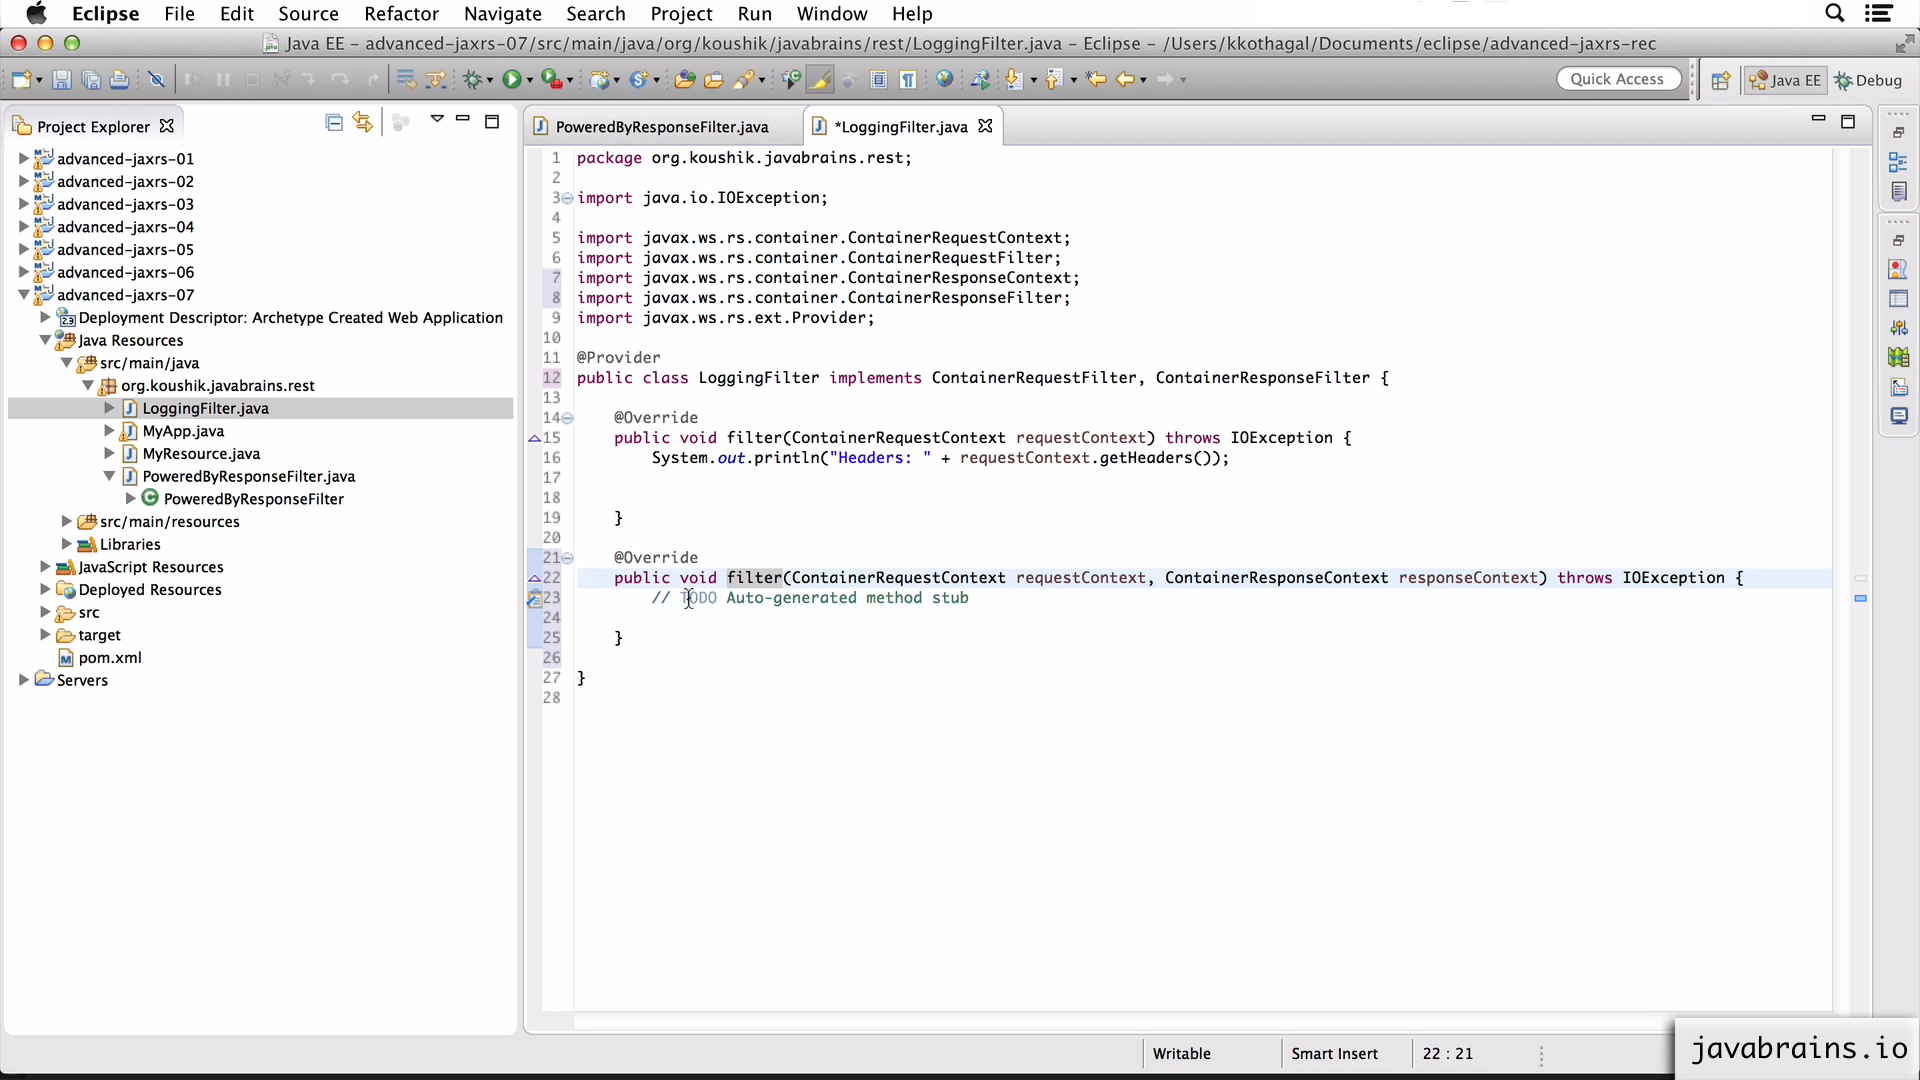 Eclipse File Edit Source Refactor Navigate Search Project Run Window Help
Java EE – advanced-jaxrs-07/src/main/java/org/koushik/javabrains/rest/LoggingFilter.java – Eclipse – /Users/kkothagal/Documents/eclipse/advanced-jaxrs-rec
Quick Access Java EE Debug
Project Explorer PoweredByResponseFilter.java *LoggingFilter.java
advanced-jaxrs-01
advanced-jaxrs-02
advanced-jaxrs-03
advanced-jaxrs-04
advanced-jaxrs-05
advanced-jaxrs-06
advanced-jaxrs-07
Deployment Descriptor: Archetype Created Web Application
Java Resources
src/main/java
org.koushik.javabrains.rest
LoggingFilter.java
MyApp.java
MyResource.java
PoweredByResponseFilter.java
PoweredByResponseFilter
src/main/resources
Libraries
JavaScript Resources
Deployed Resources
src
target
pom.xml
Servers
1 package org.koushik.javabrains.rest;
2
3 import java.io.IOException;
4
5 import javax.ws.rs.container.ContainerRequestContext;
6 import javax.ws.rs.container.ContainerRequestFilter;
7 import javax.ws.rs.container.ContainerResponseContext;
8 import javax.ws.rs.container.ContainerResponseFilter;
9 import javax.ws.rs.ext.Provider;
10
11 @Provider
12 public class LoggingFilter implements ContainerRequestFilter, ContainerResponseFilter {
13
14 @Override
15 public void filter(ContainerRequestContext requestContext) throws IOException {
16 System.out.println("Headers: " + requestContext.getHeaders());
17
18
19 }
20
21 @Override
22 public void filter(ContainerRequestContext requestContext, ContainerResponseContext responseContext) throws IOException {
23 // TODO Auto-generated method stub
24
25 }
26
27 }
28
Writable Smart Insert 22 : 21
javabrains.io